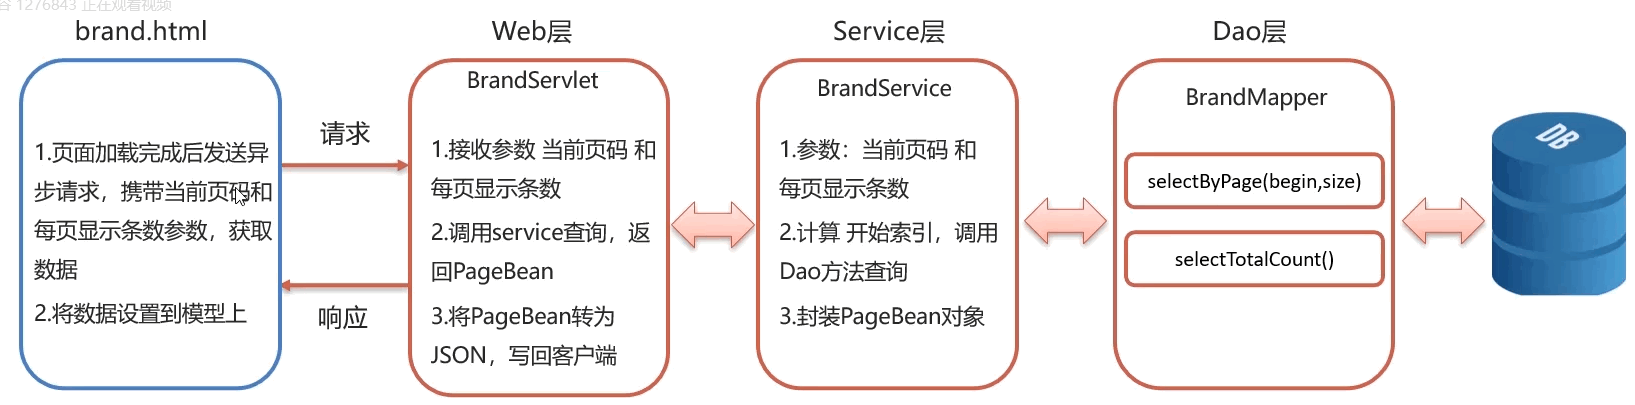 容 1276843 正在观看视频
brand.html
1.页面加载完成后发送异
步请求，携带当前页码和
每页显示条数参数，获取
数据
2.将数据设置到模型上
请求
响应
Web层
BrandServlet
1.接收参数 当前页码 和
每页显示条数
2.调用service查询，返
回PageBean
3.将PageBean转为
JSON，写回客户端
Service层
BrandService
1.参数：当前页码 和
每页显示条数
2.计算 开始索引，调用
Dao方法查询
3.封装PageBean对象
Dao层
BrandMapper
selectByPage(begin,size)
selectTotalCount()
DB